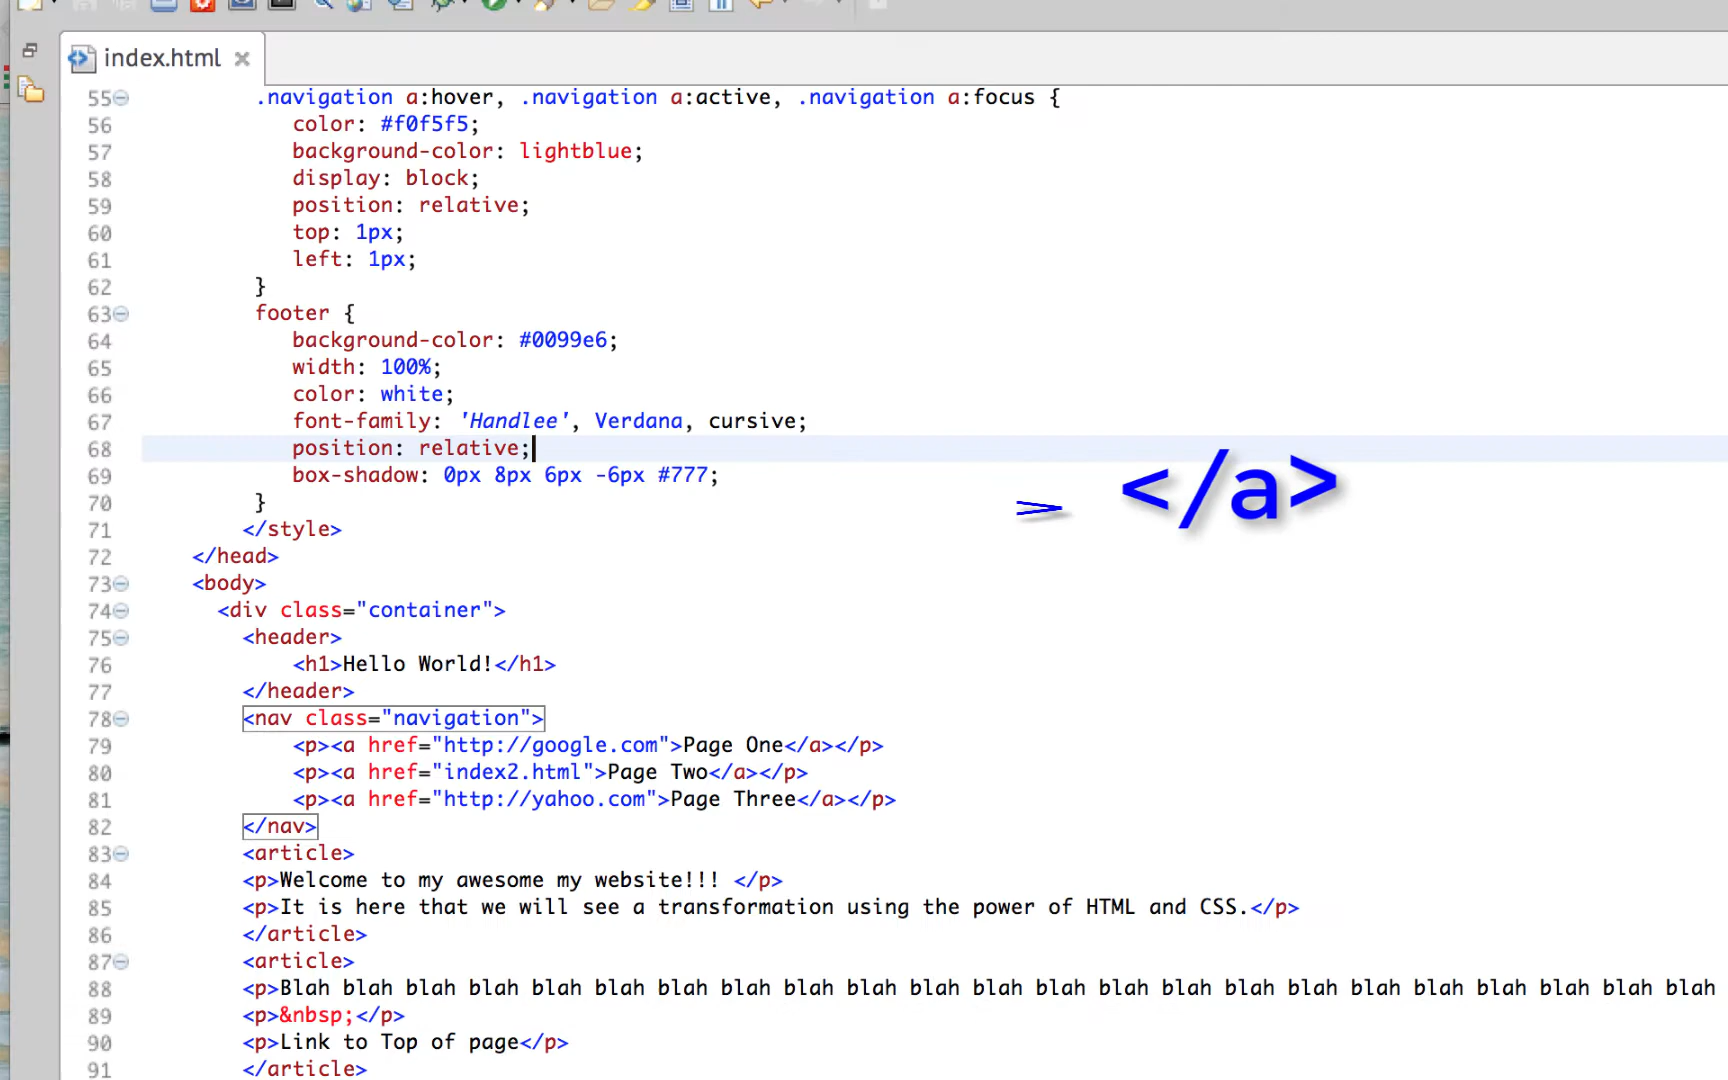 index.html
55 .navigation a:hover, .navigation a:active, .navigation a:focus {
56 color: #f0f5f5;
57 background-color: lightblue;
58 display: block;
59 position: relative;
60 top: 1px;
61 left: 1px;
62 }
63 footer {
64 background-color: #0099e6;
65 width: 100%;
66 color: white;
67 font-family: 'Handlee', Verdana, cursive;
68 position: relative;
69 box-shadow: 0px 8px 6px -6px #777;
> </a>
70 }
71 </style>
72 </head>
73 <body>
74 <div class="container">
75 <header>
76 <h1>Hello World!</h1>
77 </header>
78 <nav class="navigation">
79 <p><a href="http://google.com">Page One</a></p>
80 <p><a href="index2.html">Page Two</a></p>
81 <p><a href="http://yahoo.com">Page Three</a></p>
82 </nav>
83 <article>
84 <p>Welcome to my awesome my website!!! </p>
85 <p>It is here that we will see a transformation using the power of HTML and CSS.</p>
86 </article>
87 <article>
88 <p>Blah blah blah blah blah blah blah blah blah blah blah blah blah blah blah blah blah blah blah blah blah blah blah
89 <p>&nbsp;</p>
90 <p>Link to Top of page</p>
91 </article>